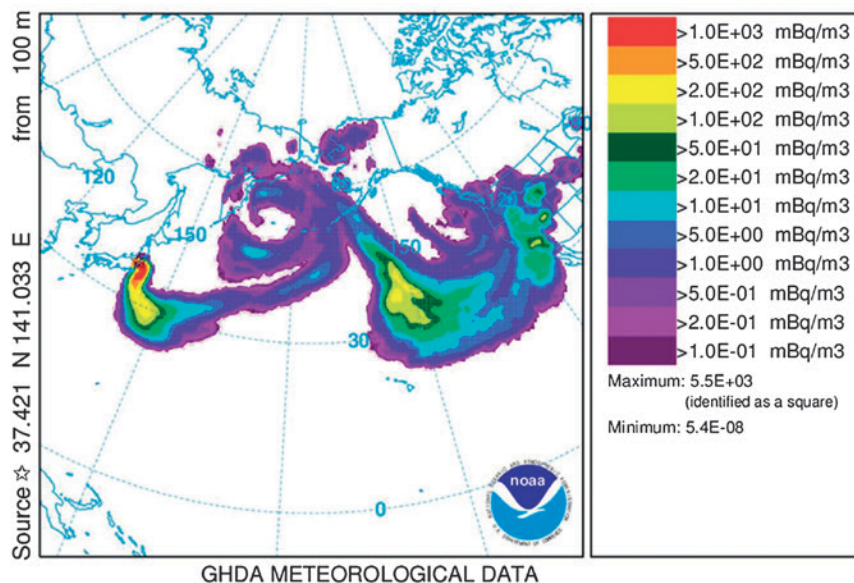 Source ☆ 37.421 N 141.033 E from 100 m
120
150
150
120
30
0
noaa
>1.0E+03 mBq/m3
>5.0E+02 mBq/m3
>2.0E+02 mBq/m3
>1.0E+02 mBq/m3
>5.0E+01 mBq/m3
>2.0E+01 mBq/m3
>1.0E+01 mBq/m3
>5.0E+00 mBq/m3
>1.0E+00 mBq/m3
>5.0E-01 mBq/m3
>2.0E-01 mBq/m3
>1.0E-01 mBq/m3
Maximum: 5.5E+03
(identified as a square)
Minimum: 5.4E-08
GHDA METEOROLOGICAL DATA